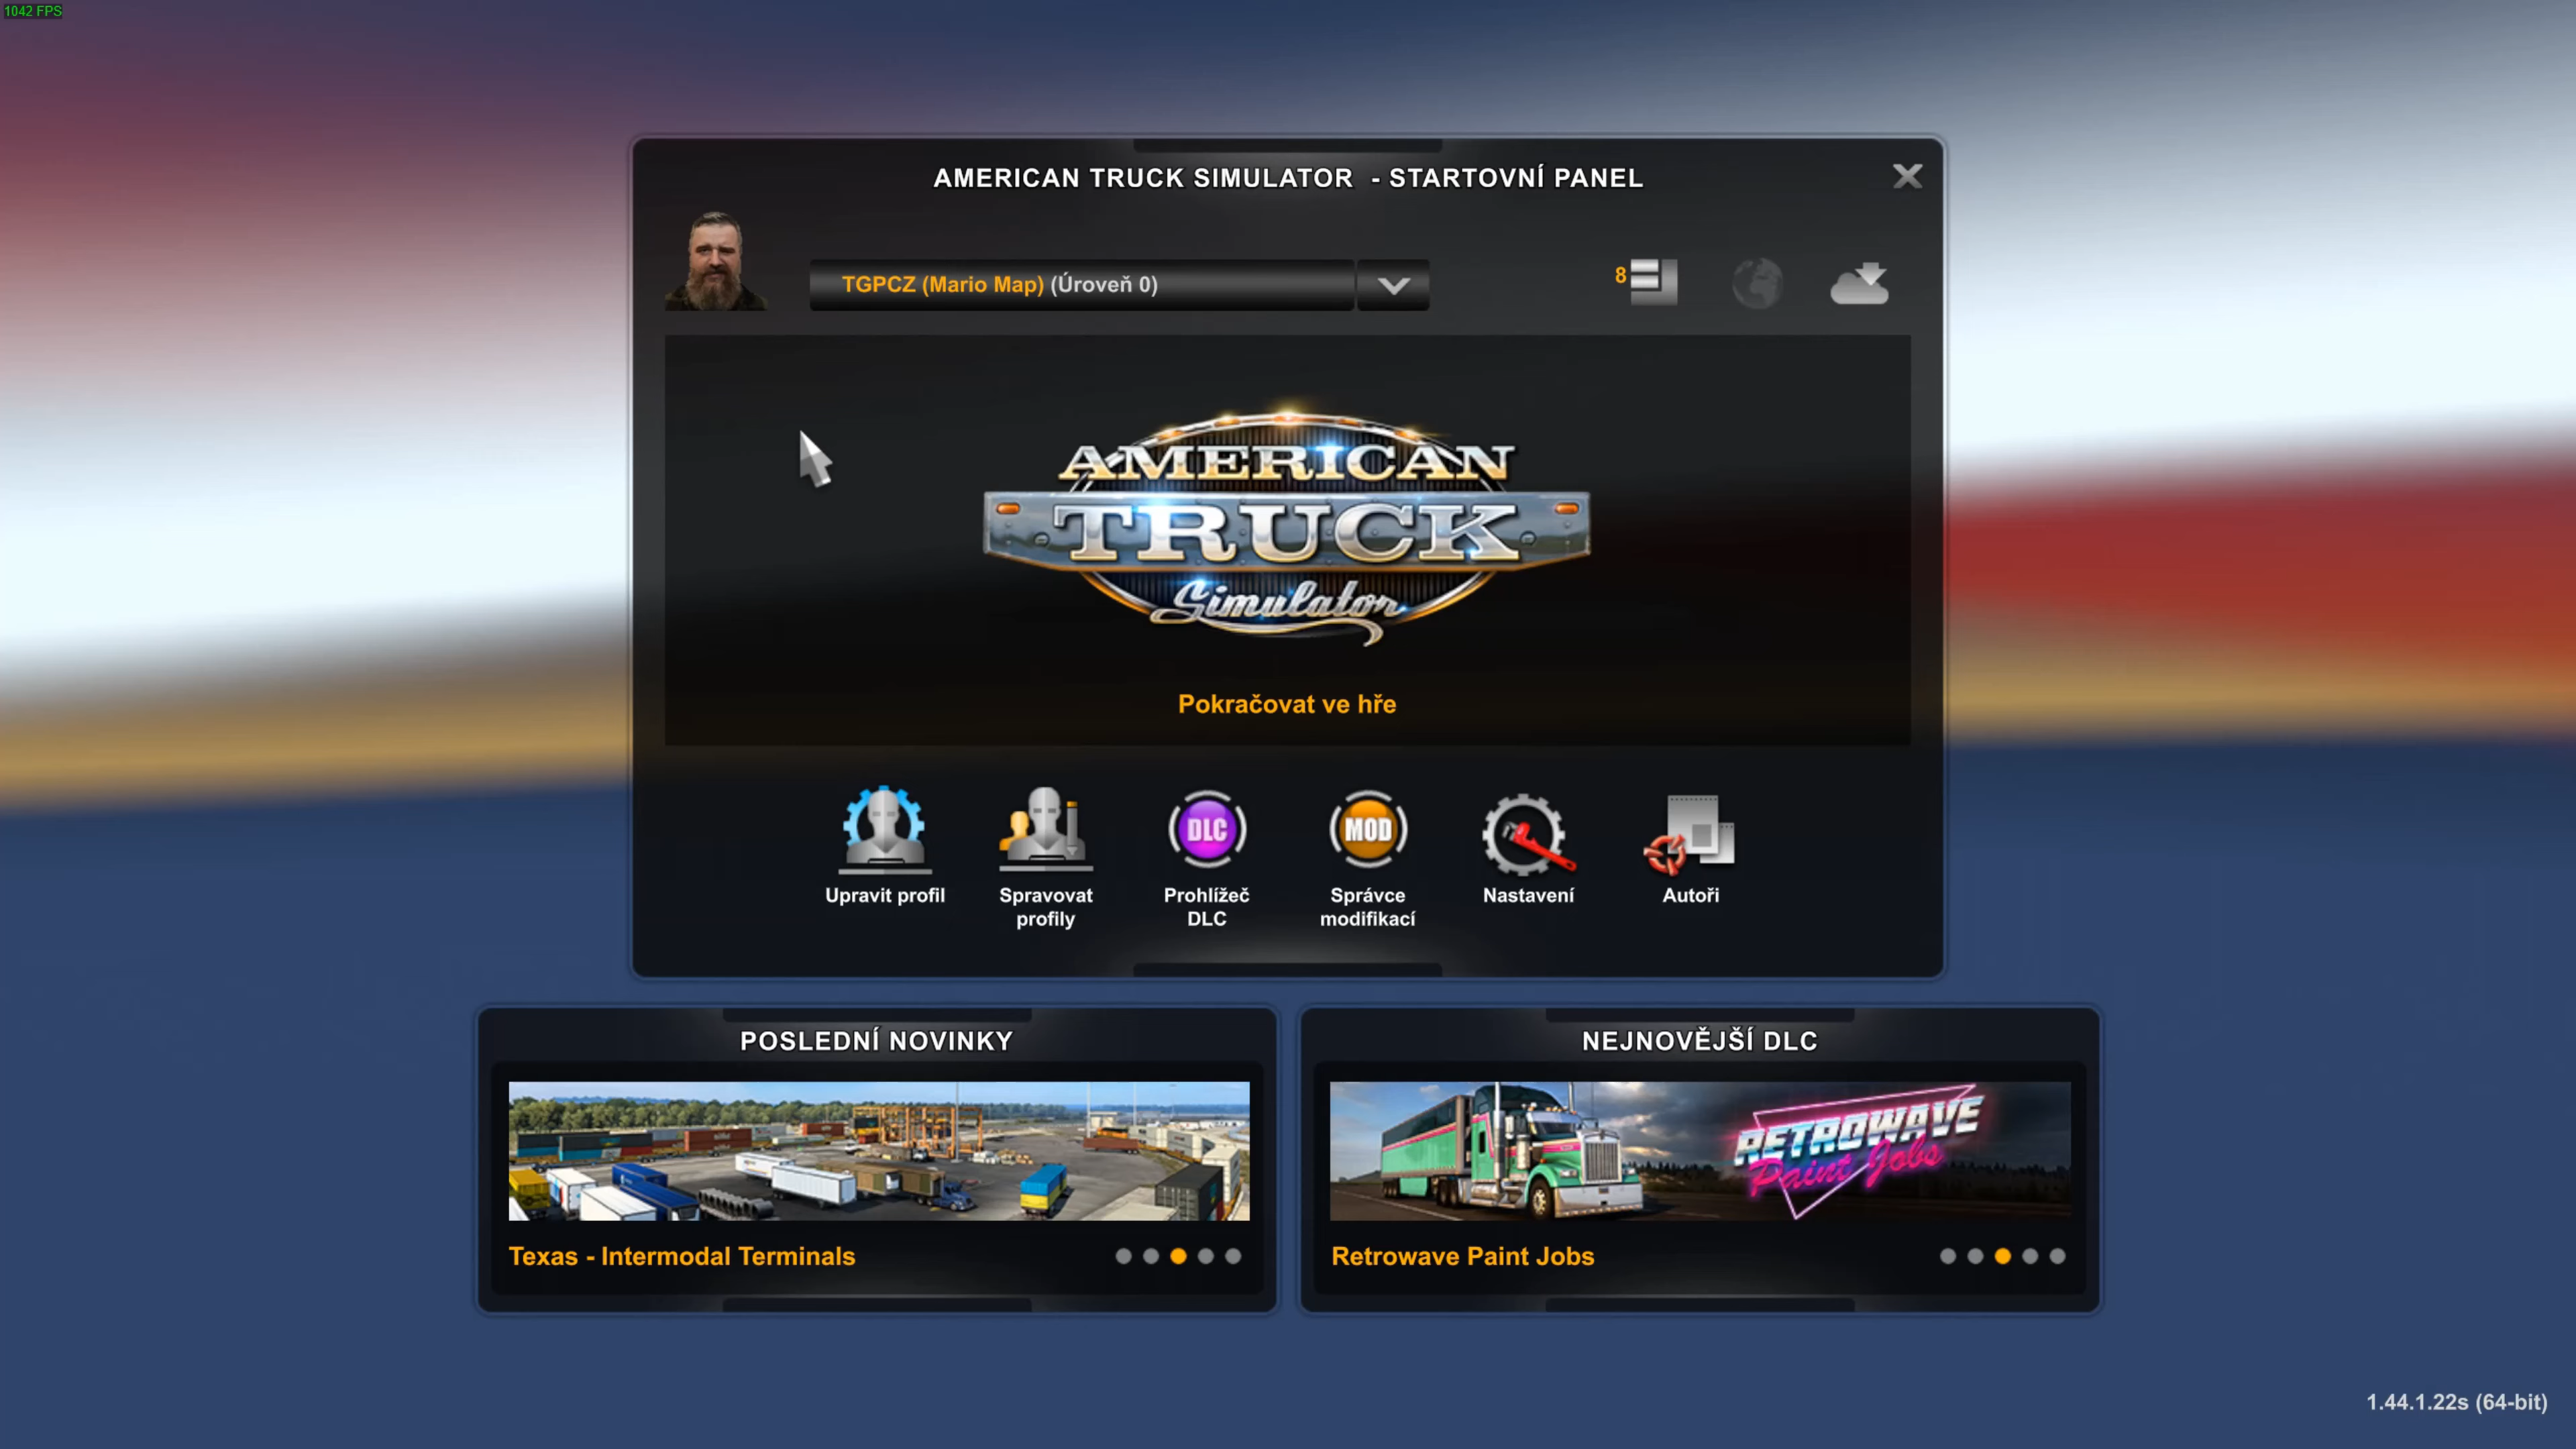 1042 FPS
AMERICAN TRUCK SIMULATOR - STARTOVNÍ PANEL
TGPCZ (Mario Map) (Úroveň 0)
8
AMERICAN
TRUCK
Simulator
Pokračovat ve hře
DLC
MOD
Upravit profil
Spravovat
profily
Prohlížeč
DLC
Správce
modifikací
Nastavení
Autoři
POSLEDNÍ NOVINKY
NEJNOVĚJŠÍ DLC
RETROWAVE
Paint Jobs
Texas - Intermodal Terminals
Retrowave Paint Jobs
1.44.1.22s (64-bit)